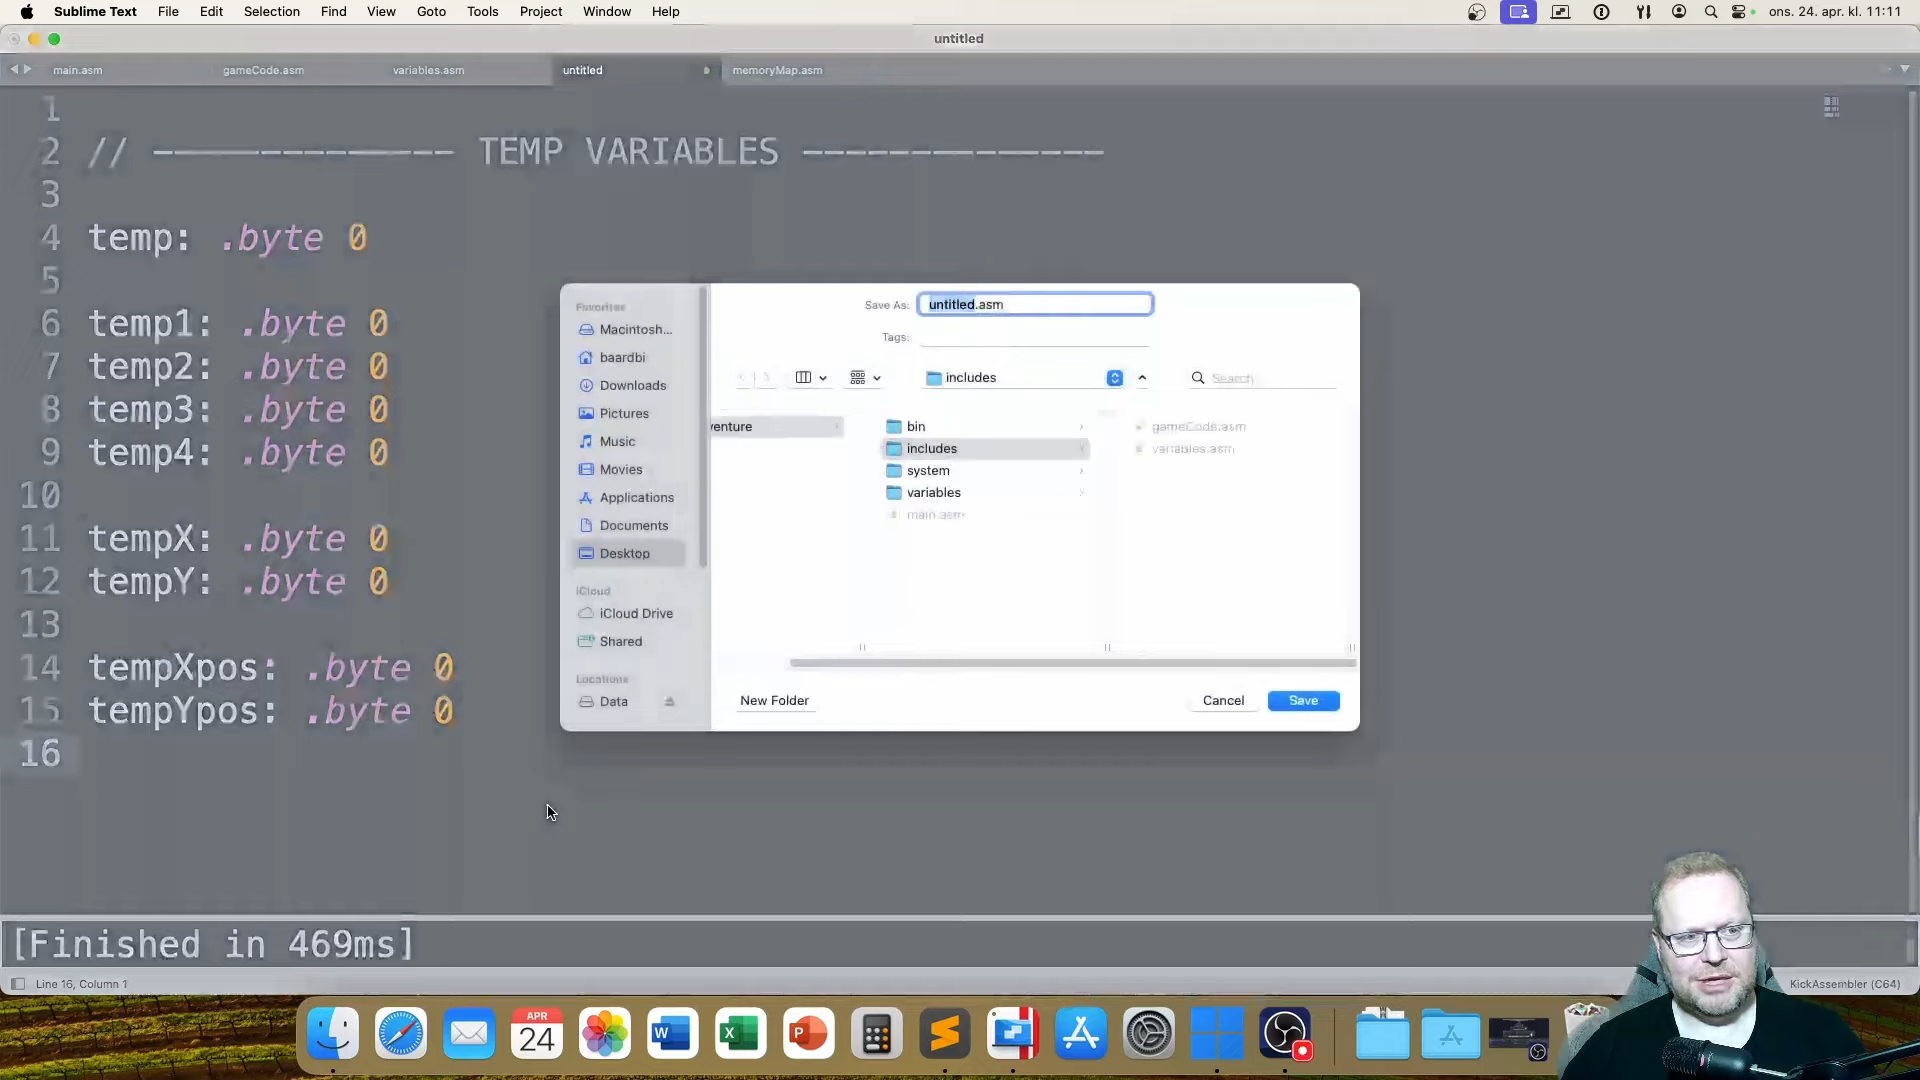 Sublime Text File Edit Selection Find View Goto Tools Project Window Help ons. 24. apr. kl. 11:11
untitled
main.asm gameCode.asm variables.asm untitled memoryMap.asm
1
2 // –––––––––––––– TEMP VARIABLES ––––––––––––––
3
4 temp: .byte 0
5
6 temp1: .byte 0
7 temp2: .byte 0
8 temp3: .byte 0
9 temp4: .byte 0
10
11 tempX: .byte 0
12 tempY: .byte 0
13
14 tempXpos: .byte 0
15 tempYpos: .byte 0
16
Favorites
Macintosh...
baardbi
Downloads
Pictures
Music
Movies
Applications
Documents
Desktop
iCloud
iCloud Drive
Shared
Locations
Data
Save As: untitled.asm
Tags:
includes Search
venture
bin
includes
system
variables
main.asm
gameCode.asm
variables.asm
New Folder Cancel Save
[Finished in 469ms]
Line 16, Column 1 KickAssembler (C64)
APR
24
W
X
P